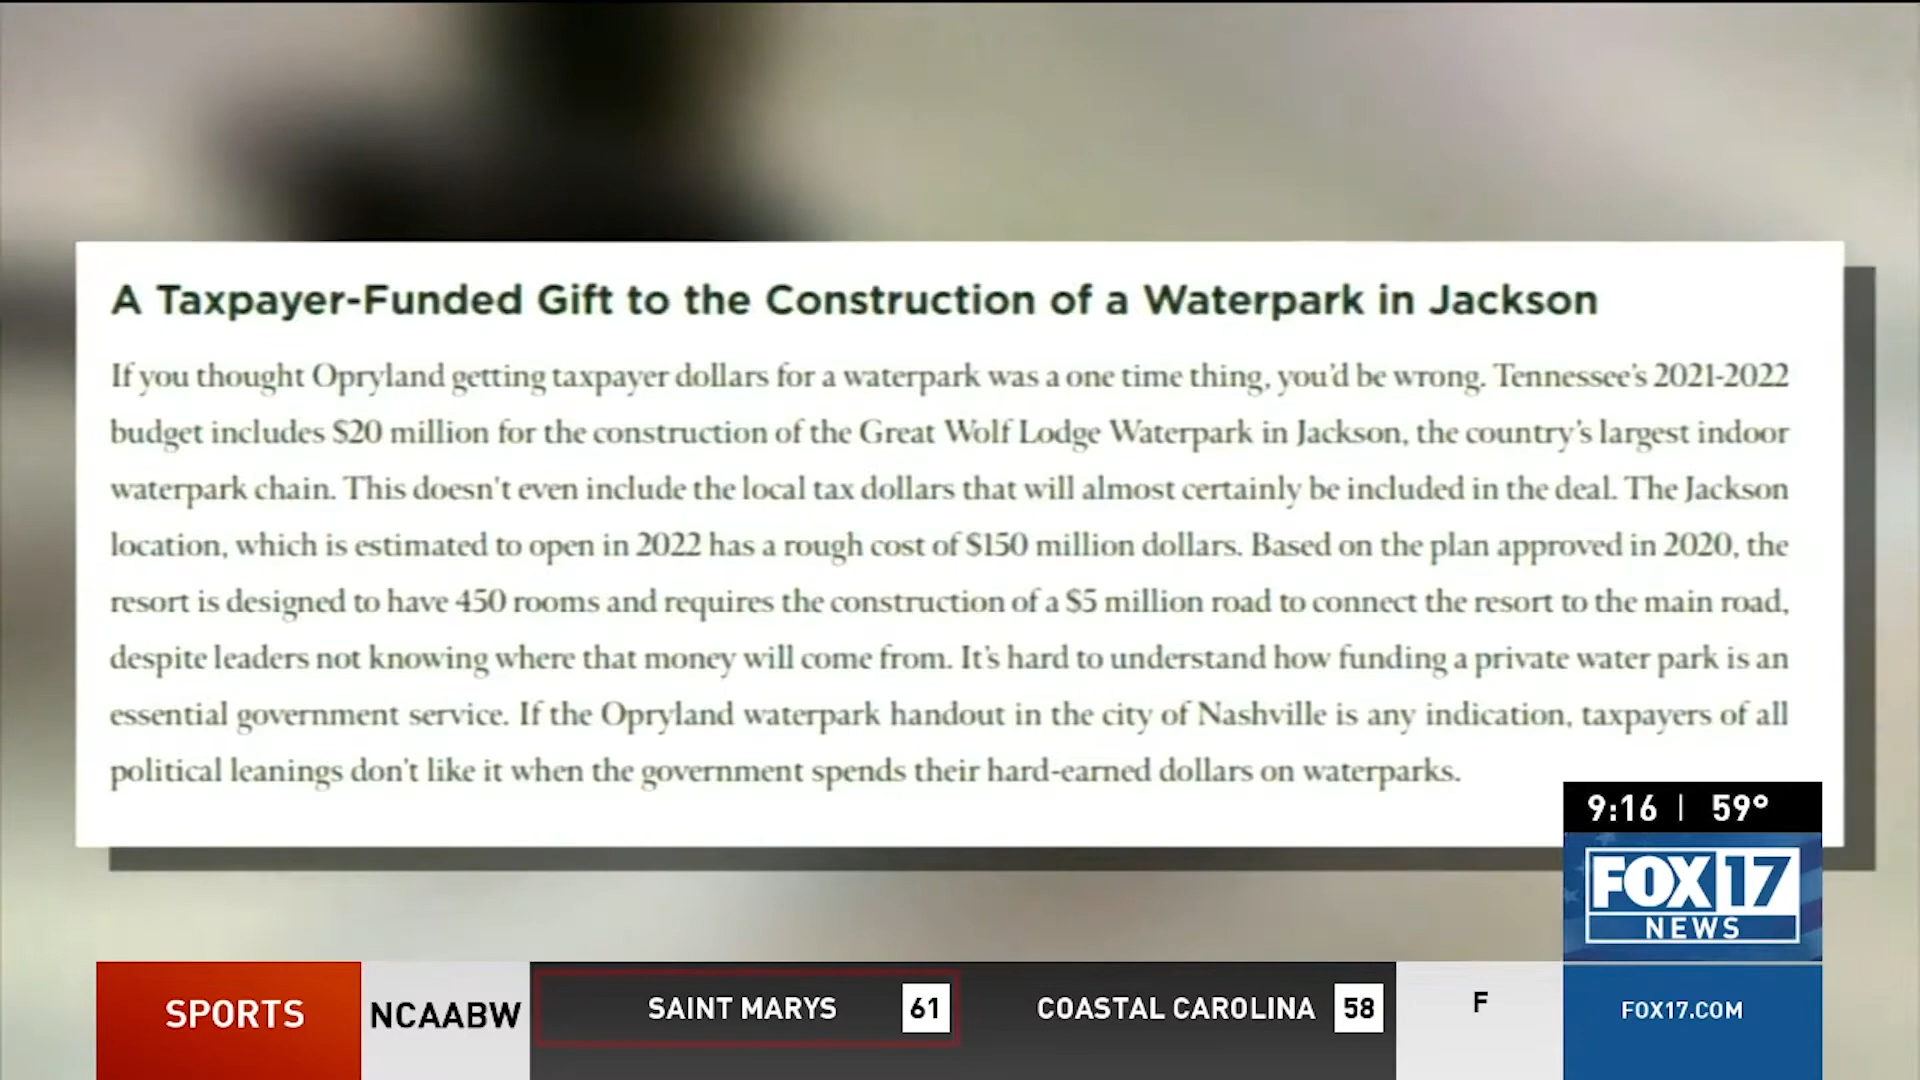 A Taxpayer-Funded Gift to the Construction of a Waterpark in Jackson
If you thought Opryland getting taxpayer dollars for a waterpark was a one time thing, you'd be wrong. Tennessee's 2021-2022
budget includes $20 million for the construction of the Great Wolf Lodge Waterpark in Jackson, the country's largest indoor
waterpark chain. This doesn't even include the local tax dollars that will almost certainly be included in the deal. The Jackson
location, which is estimated to open in 2022 has a rough cost of $150 million dollars. Based on the plan approved in 2020, the
resort is designed to have 450 rooms and requires the construction of a $5 million road to connect the resort to the main road,
despite leaders not knowing where that money will come from. It's hard to understand how funding a private water park is an
essential government service. If the Opryland waterpark handout in the city of Nashville is any indication, taxpayers of all
political leanings don't like it when the government spends their hard-earned dollars on waterparks.
9:16 | 59°
FOX 17
NEWS
SPORTS NCAABW SAINT MARYS 61 COASTAL CAROLINA 58 F FOX17.COM